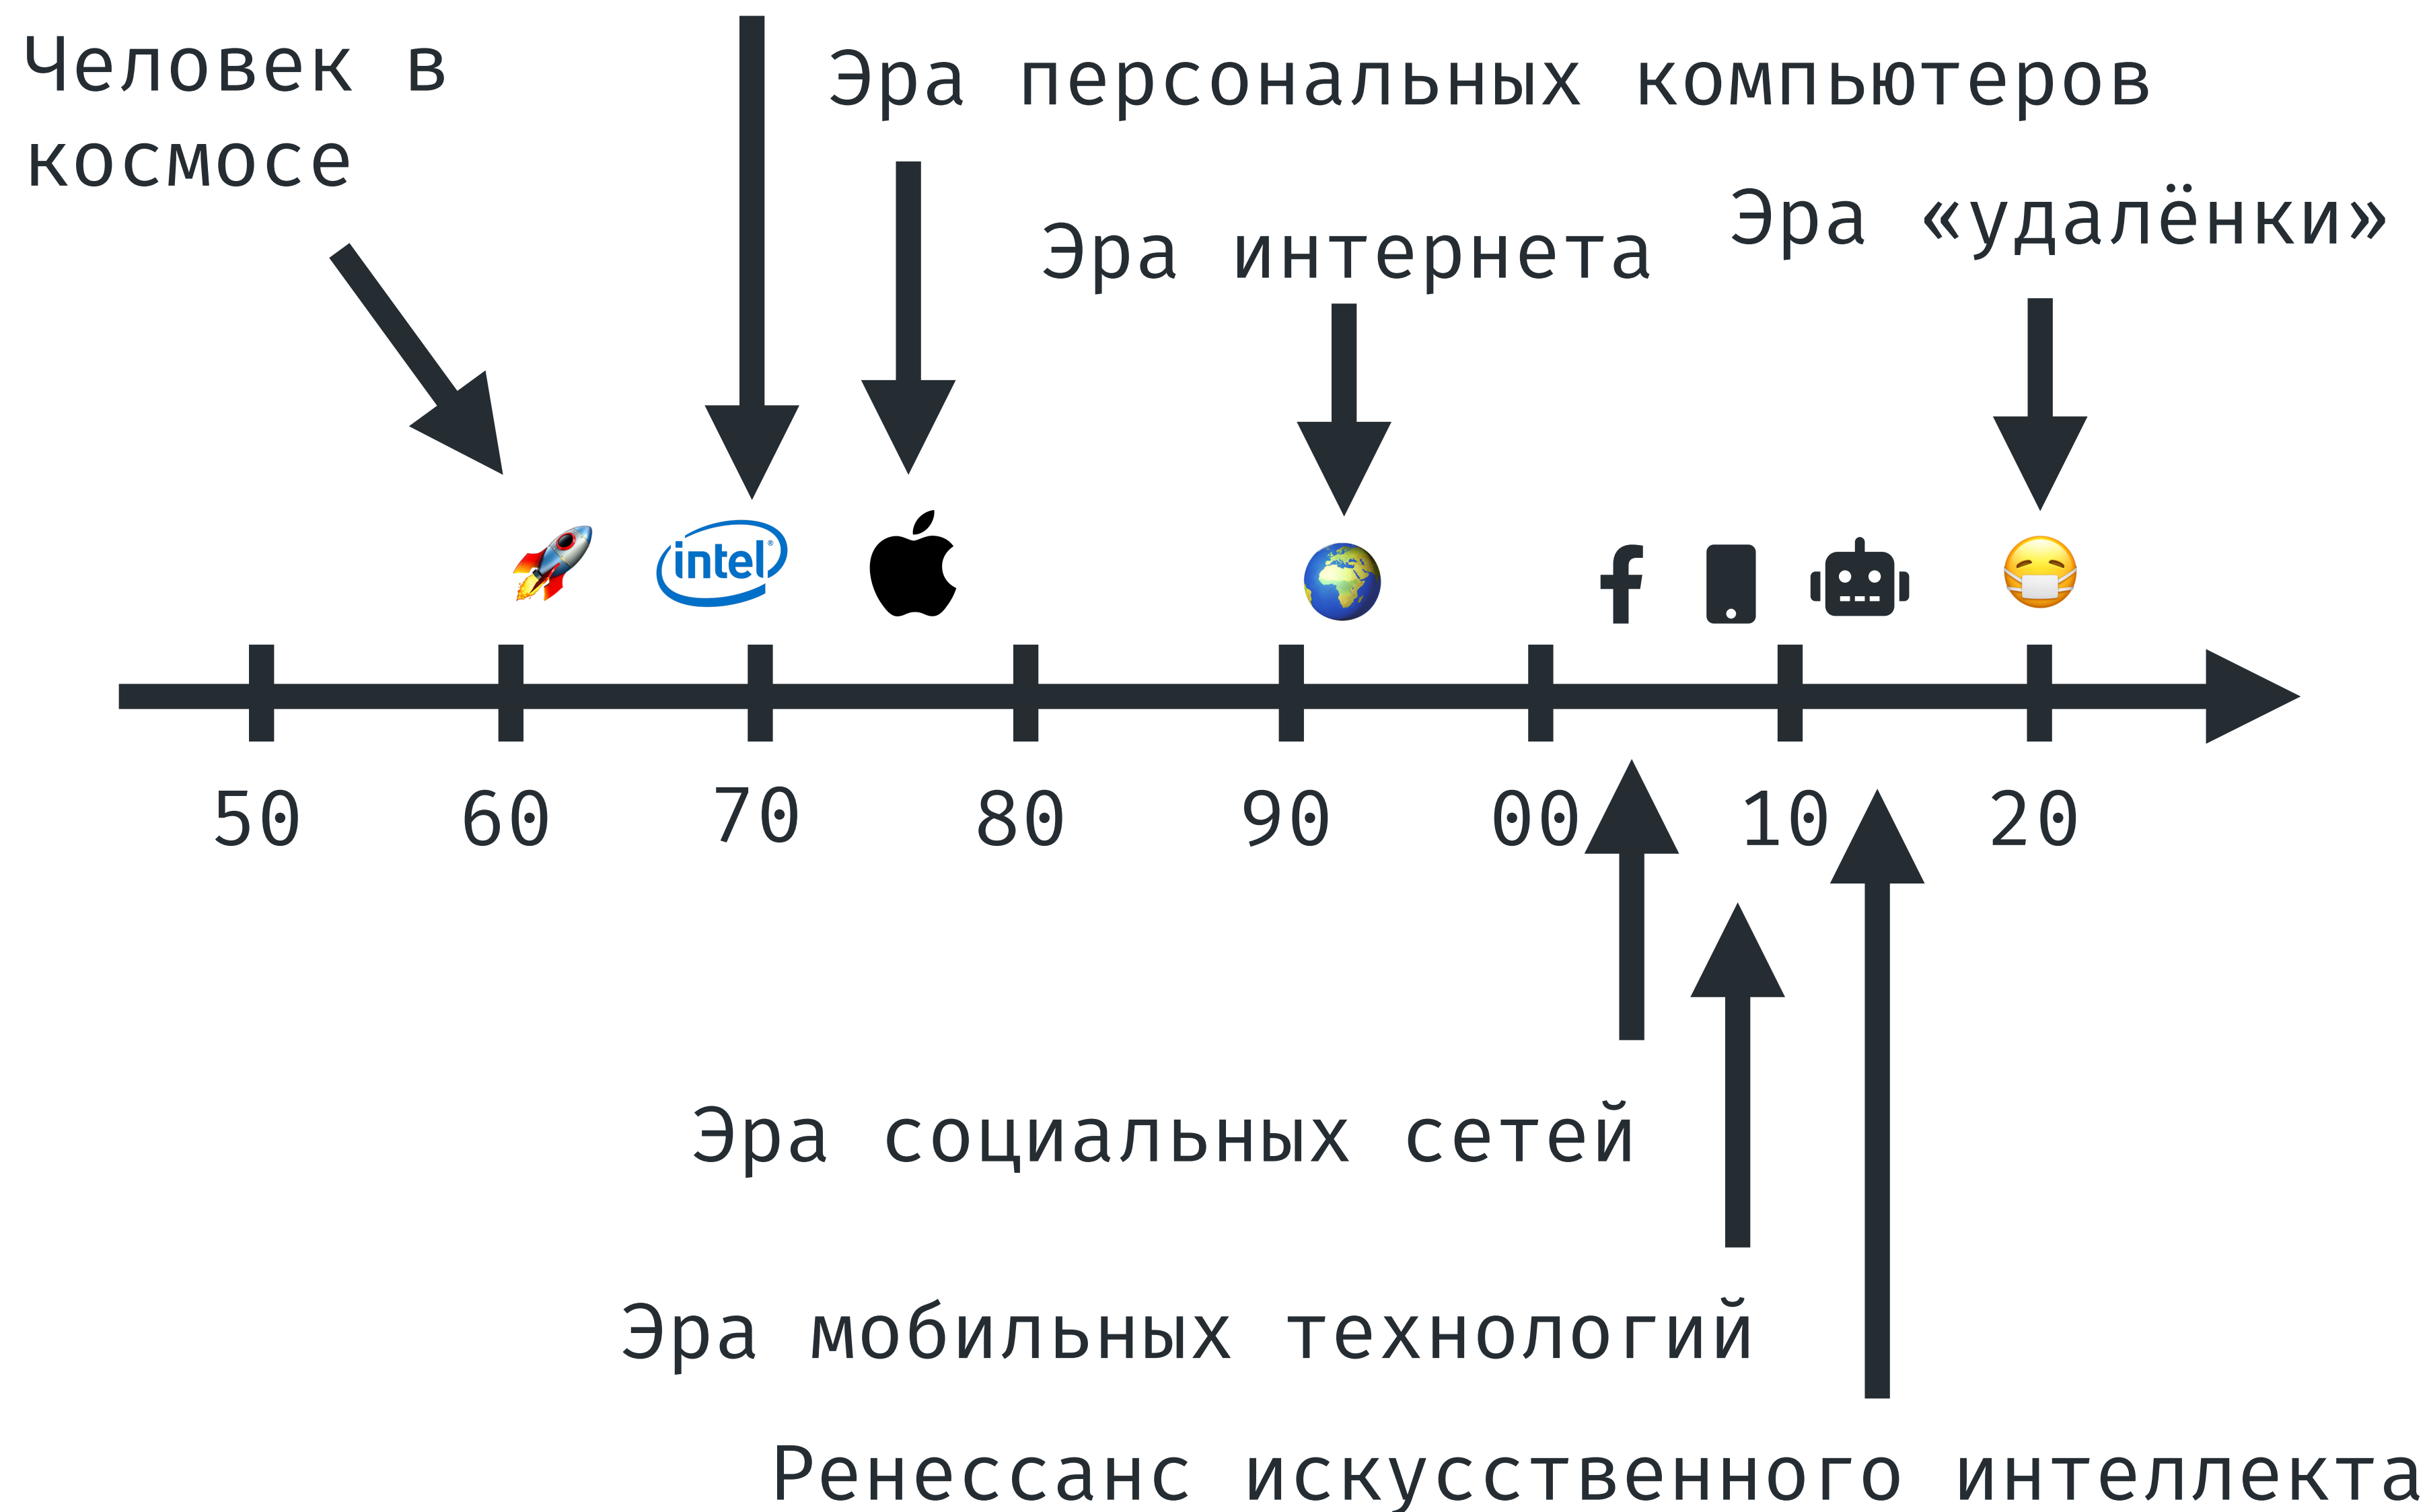 Человек в
космосе
Эра персональных компьютеров
Эра интернета
Эра «удалёнки»
intel®
50 60 70 80 90 00 10 20
Эра социальных сетей
Эра мобильных технологий
Ренессанс искусственного интеллекта